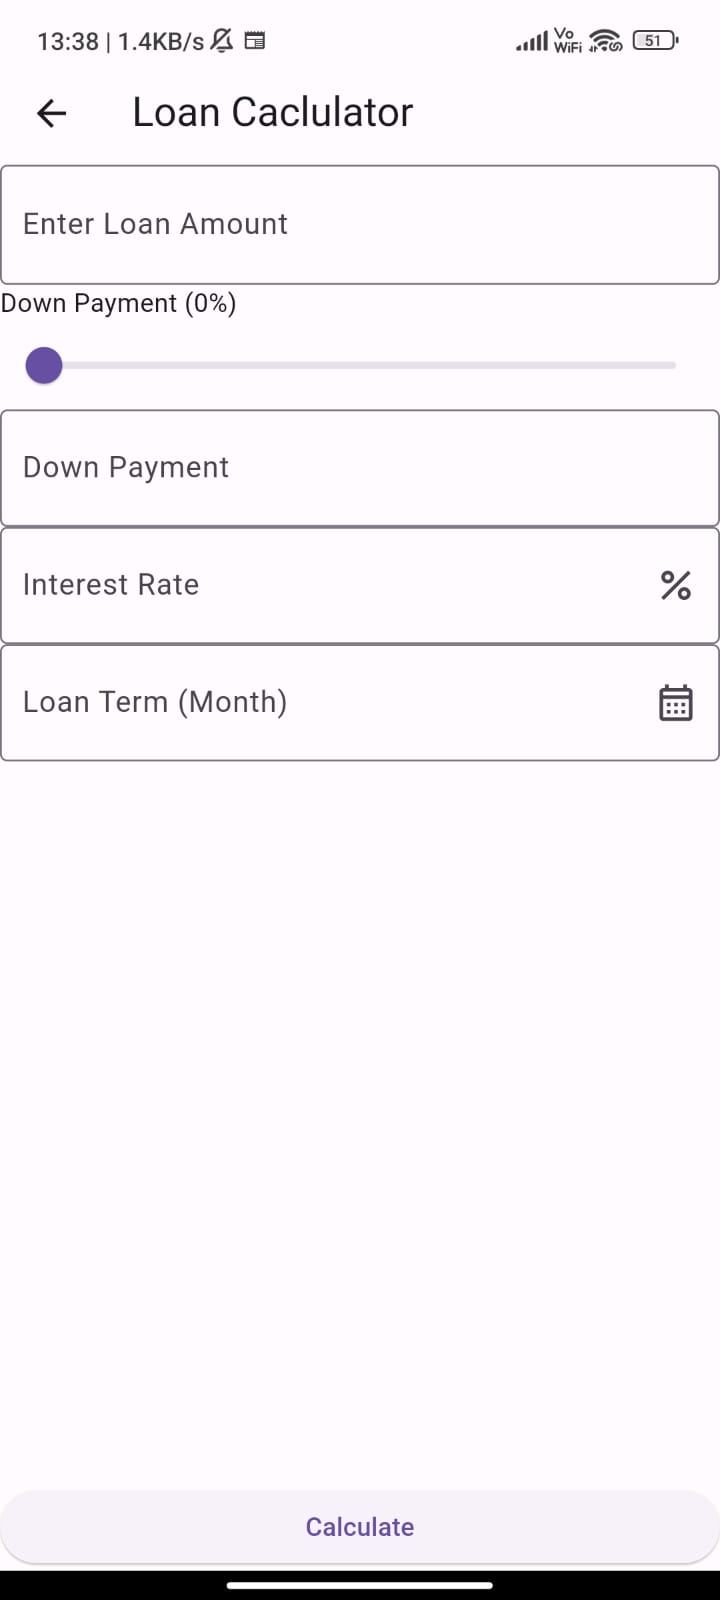 13:38 | 1.4KB/s Vo WiFi 51
Loan Caclulator
Enter Loan Amount
Down Payment (0%)
Down Payment
Interest Rate %
Loan Term (Month)
Calculate